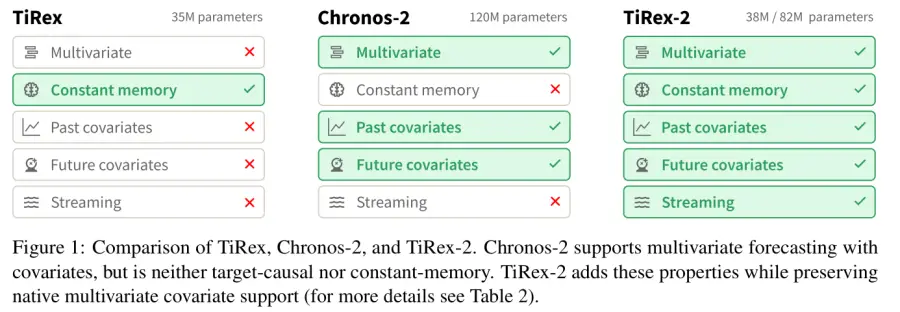 TiRex 35M parameters Chronos-2 120M parameters TiRex-2 38M / 82M parameters
Multivariate ✕ Multivariate ✓ Multivariate ✓
Constant memory ✓ Constant memory ✕ Constant memory ✓
Past covariates ✕ Past covariates ✓ Past covariates ✓
Future covariates ✕ Future covariates ✓ Future covariates ✓
Streaming ✕ Streaming ✕ Streaming ✓
Figure 1: Comparison of TiRex, Chronos-2, and TiRex-2. Chronos-2 supports multivariate forecasting with
covariates, but is neither target-causal nor constant-memory. TiRex-2 adds these properties while preserving
native multivariate covariate support (for more details see Table 2).